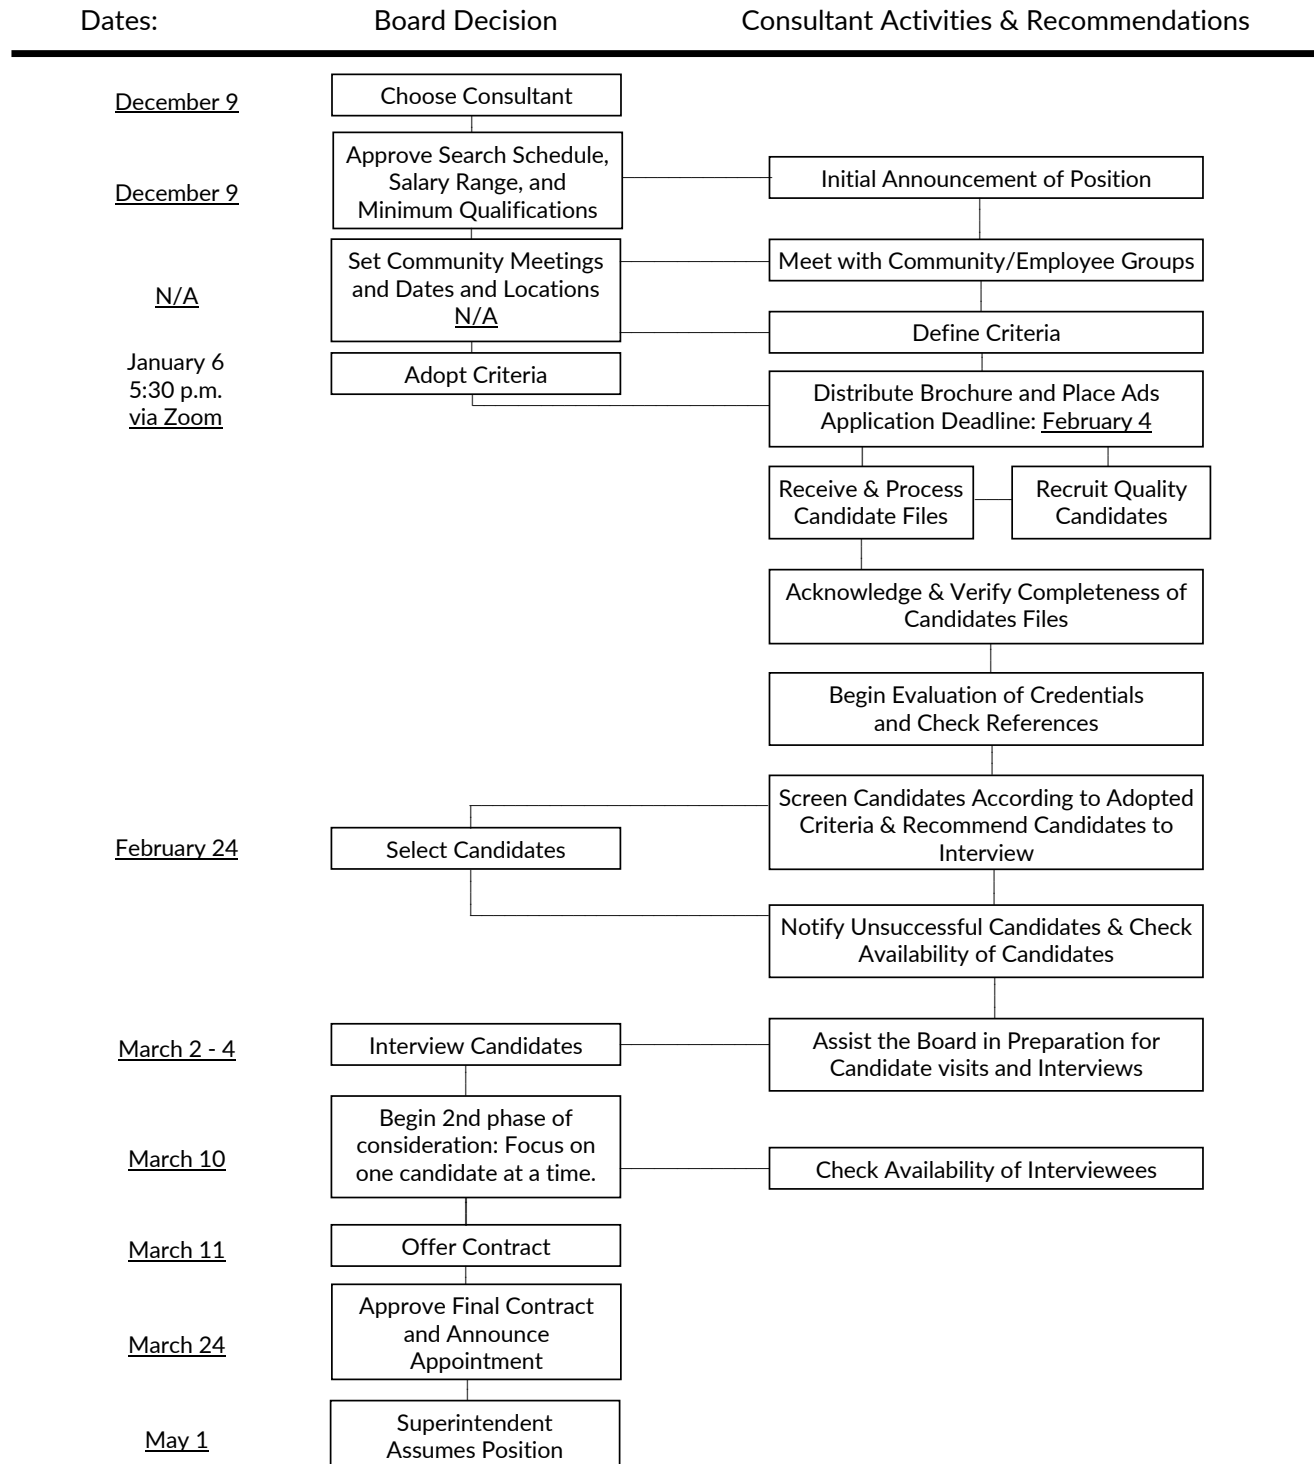 Dates:
Board Decision
Consultant Activities & Recommendations
December 9
Choose Consultant
December 9
Approve Search Schedule,
Salary Range, and
Minimum Qualifications
Initial Announcement of Position
N/A
Set Community Meetings
and Dates and Locations
N/A
Meet with Community/Employee Groups
Define Criteria
January 6
5:30 p.m.
via Zoom
Adopt Criteria
Distribute Brochure and Place Ads
Application Deadline: February 4
Receive & Process
Candidate Files
Recruit Quality
Candidates
Acknowledge & Verify Completeness of
Candidates Files
Begin Evaluation of Credentials
and Check References
Screen Candidates According to Adopted
Criteria & Recommend Candidates to
Interview
February 24
Select Candidates
Notify Unsuccessful Candidates & Check
Availability of Candidates
March 2 - 4
Interview Candidates
Assist the Board in Preparation for
Candidate visits and Interviews
March 10
Begin 2nd phase of
consideration: Focus on
one candidate at a time.
Check Availability of Interviewees
March 11
Offer Contract
March 24
Approve Final Contract
and Announce
Appointment
May 1
Superintendent
Assumes Position